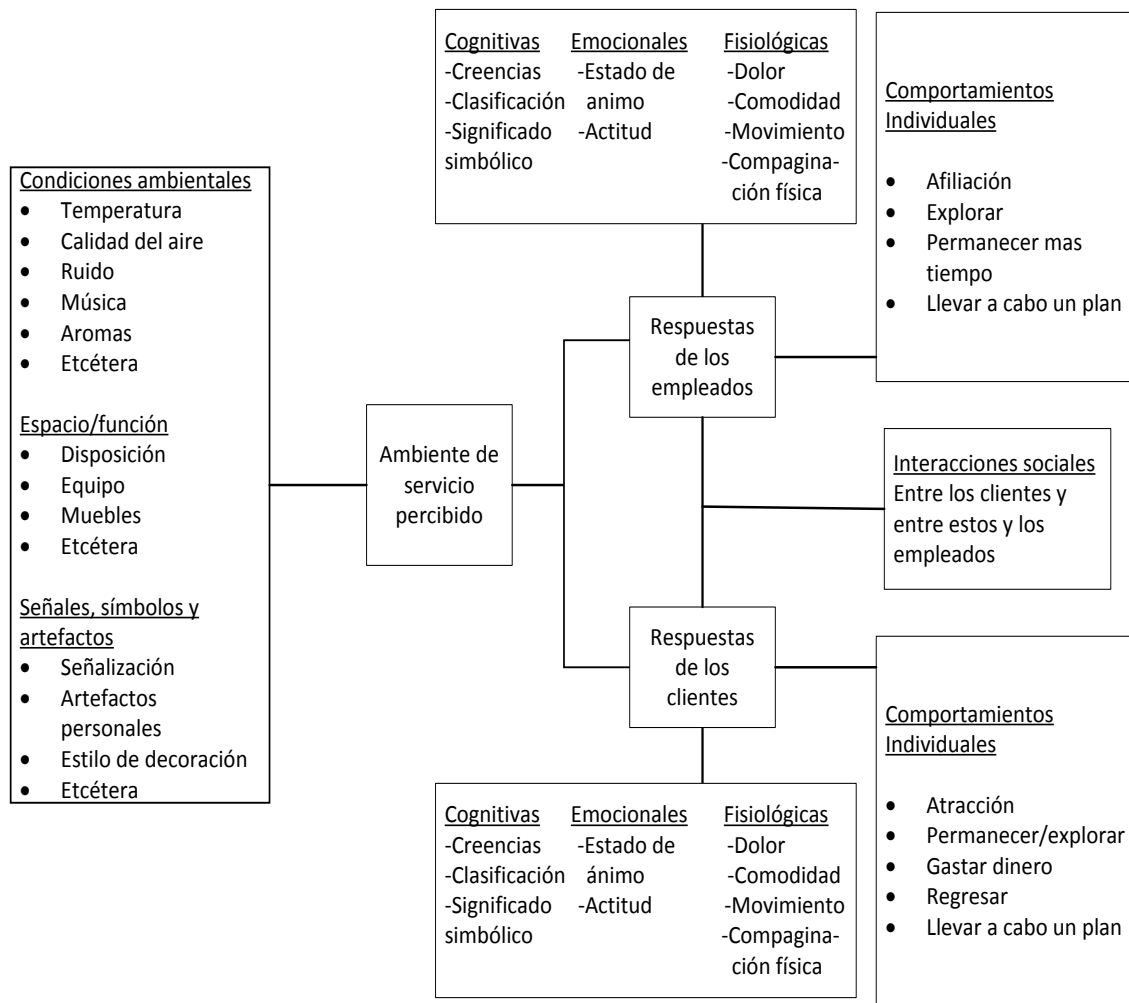 Condiciones ambientales
• Temperatura
• Calidad del aire
• Ruido
• Música
• Aromas
• Etcétera
Espacio/función
• Disposición
• Equipo
• Muebles
• Etcétera
Señales, símbolos y
artefactos
• Señalización
• Artefactos
personales
• Estilo de decoración
• Etcétera
Ambiente de
servicio
percibido
Cognitivas
-Creencias
-Clasificación
-Significado
simbólico
Emocionales
-Estado de
animo
-Actitud
Fisiológicas
-Dolor
-Comodidad
-Movimiento
-Compagina-
ción física
Respuestas
de los
empleados
Comportamientos
Individuales
• Afiliación
• Explorar
• Permanecer mas
tiempo
• Llevar a cabo un plan
Interacciones sociales
Entre los clientes y
entre estos y los
empleados
Respuestas
de los
clientes
Cognitivas
-Creencias
-Clasificación
-Significado
simbólico
Emocionales
-Estado de
ánimo
-Actitud
Fisiológicas
-Dolor
-Comodidad
-Movimiento
-Compagina-
ción física
Comportamientos
Individuales
• Atracción
• Permanecer/explorar
• Gastar dinero
• Regresar
• Llevar a cabo un plan